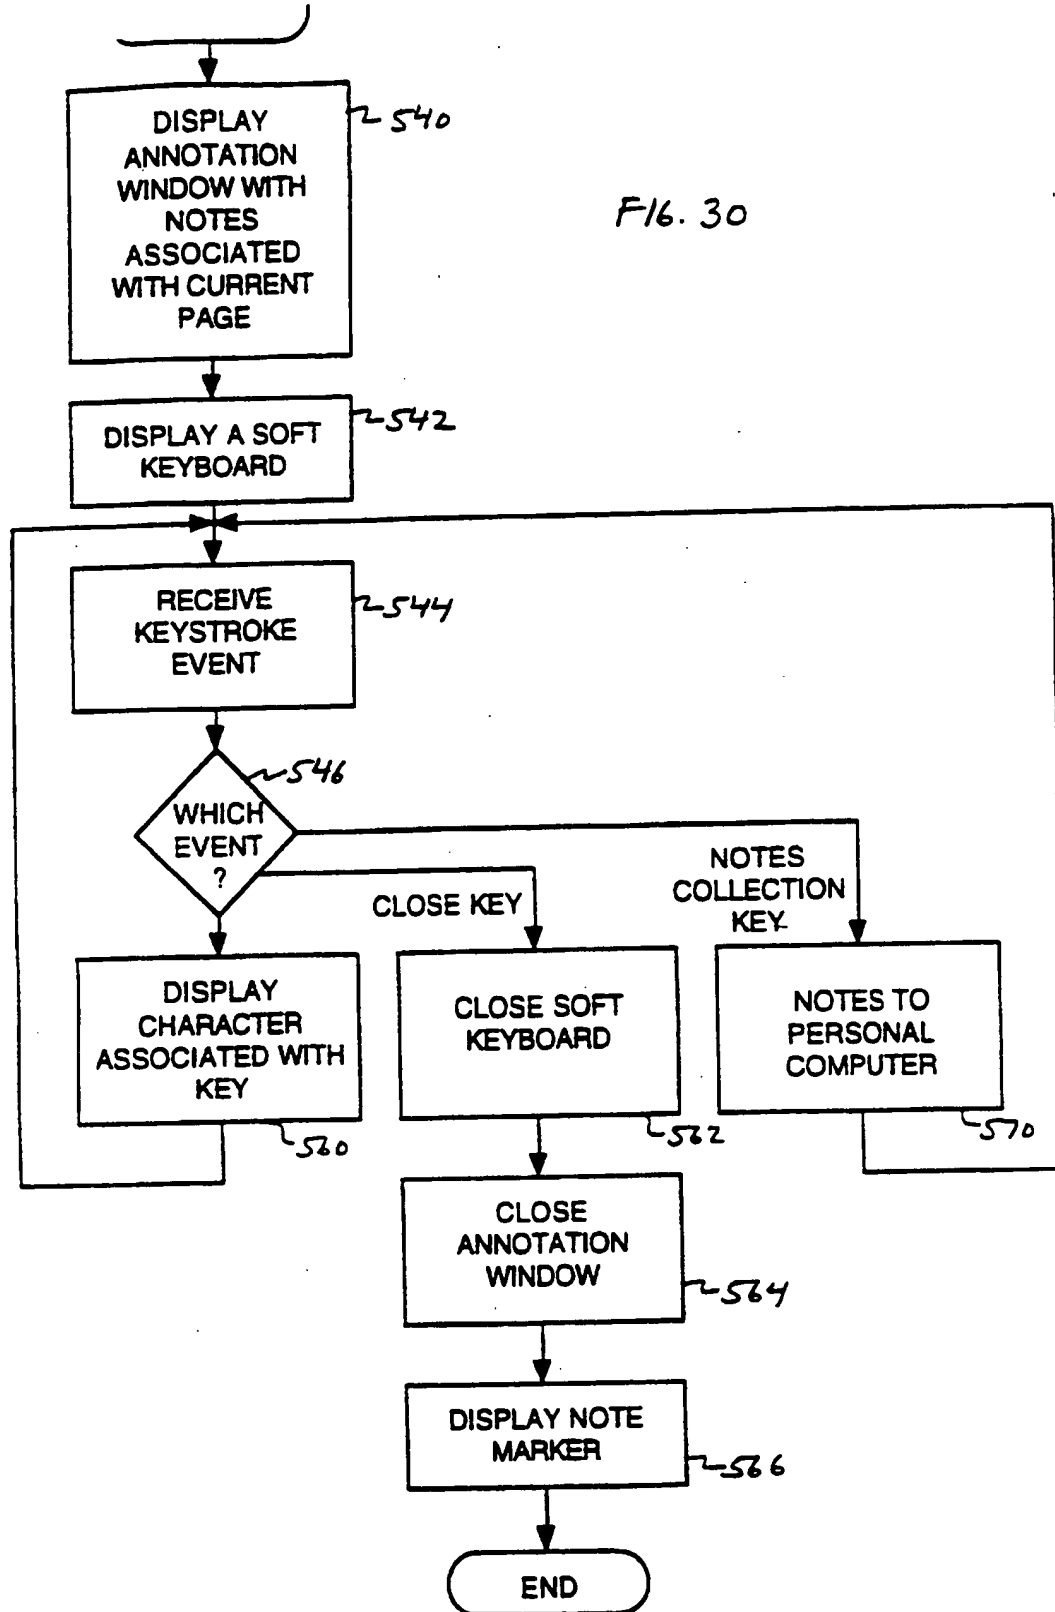 DISPLAY
ANNOTATION
WINDOW WITH
NOTES
ASSOCIATED
WITH CURRENT
PAGE
540
FIG. 30
DISPLAY A SOFT
KEYBOARD
542
RECEIVE
KEYSTROKE
EVENT
544
546
WHICH
EVENT
?
CLOSE KEY
NOTES
COLLECTION
KEY
DISPLAY
CHARACTER
ASSOCIATED WITH
KEY
560
CLOSE SOFT
KEYBOARD
562
NOTES TO
PERSONAL
COMPUTER
570
CLOSE
ANNOTATION
WINDOW
564
DISPLAY NOTE
MARKER
566
END